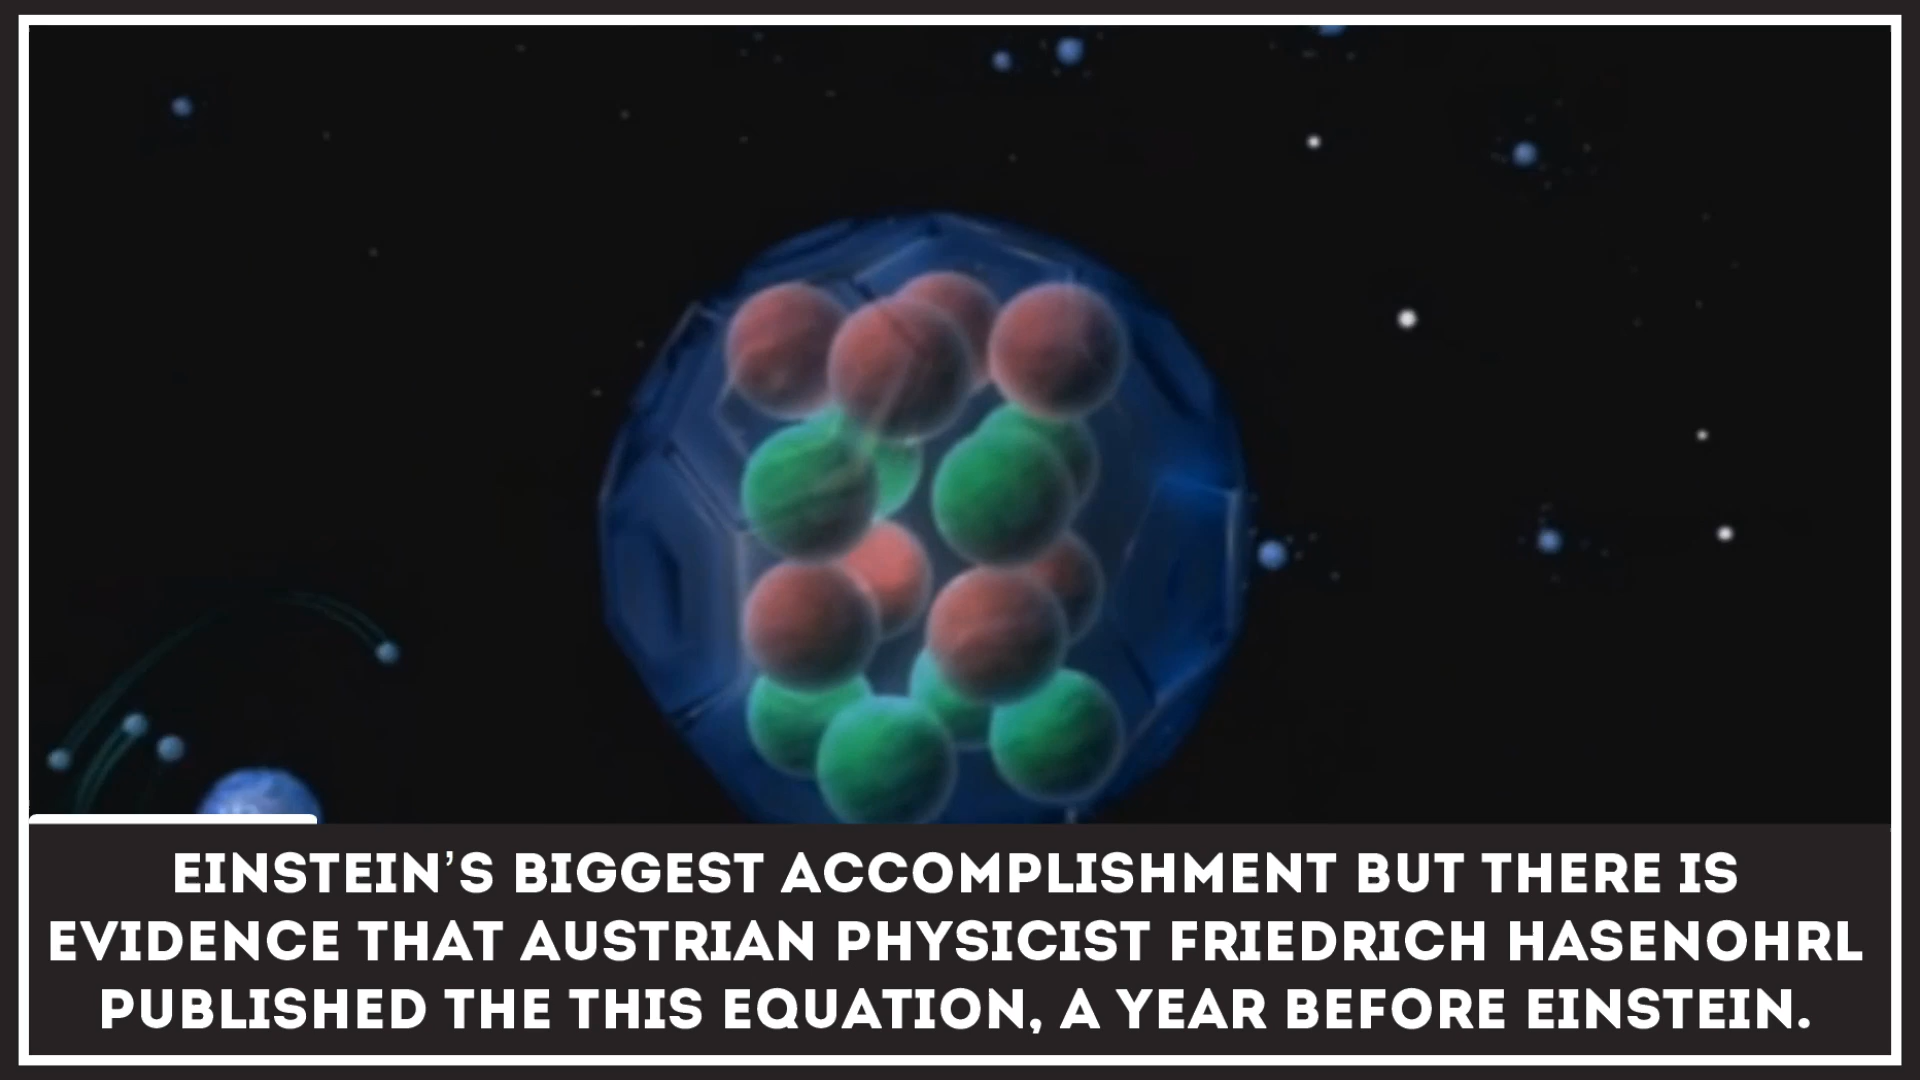 EINSTEIN'S BIGGEST ACCOMPLISHMENT BUT THERE IS
EVIDENCE THAT AUSTRIAN PHYSICIST FRIEDRICH HASENOHRL
PUBLISHED THE THIS EQUATION, A YEAR BEFORE EINSTEIN.